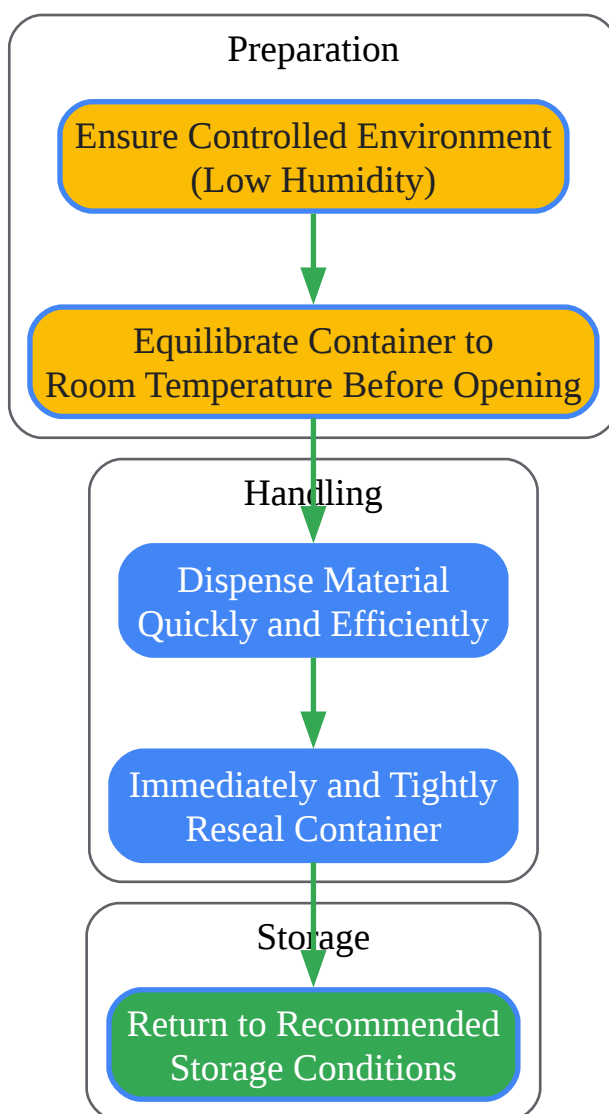 Preparation
Ensure Controlled Environment
(Low Humidity)
Equilibrate Container to
Room Temperature Before Opening
Handling
Dispense Material
Quickly and Efficiently
Immediately and Tightly
Reseal Container
Storage
Return to Recommended
Storage Conditions